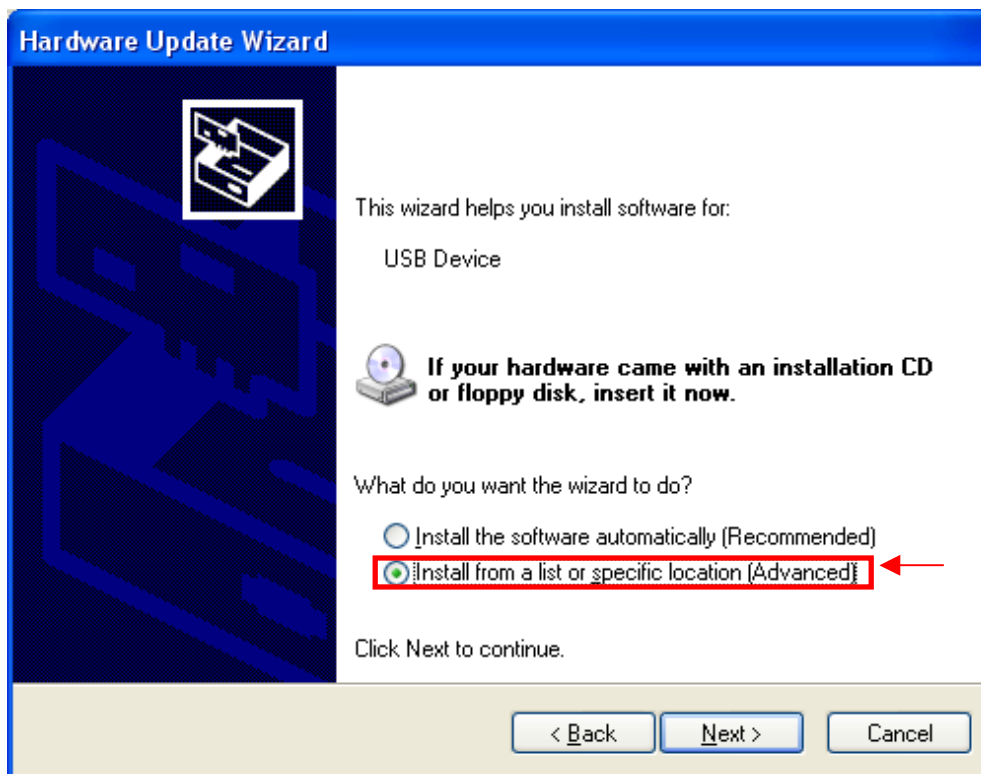 Hardware Update Wizard
This wizard helps you install software for:
USB Device
If your hardware came with an installation CD
or floppy disk, insert it now.
What do you want the wizard to do?
Install the software automatically (Recommended)
Install from a list or specific location (Advanced)
Click Next to continue.
< Back
Next >
Cancel